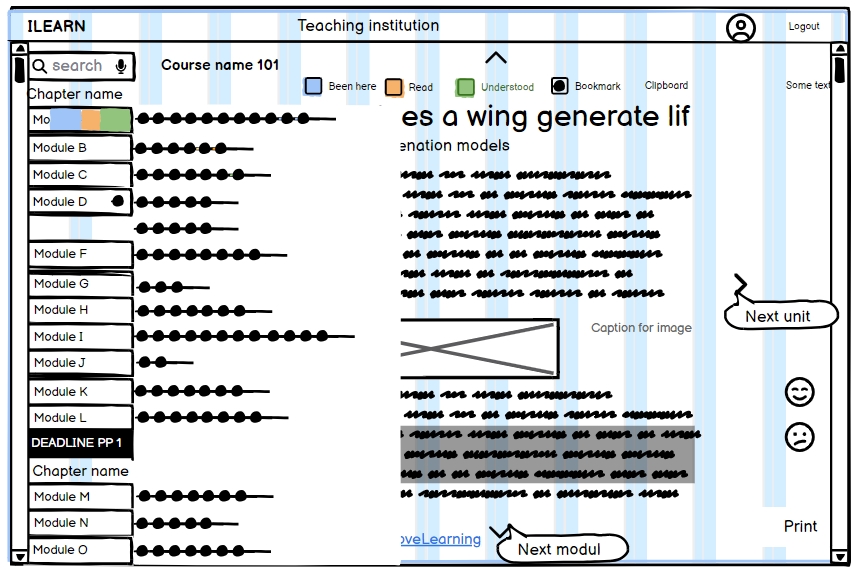 ILEARN
Teaching institution
Logout
search
Course name 101
Been here
Read
Understood
Bookmark
Clipboard
Some text
Chapter name
Mo
es a wing generate lif
enation models
Module B
Module C
Module D
Module F
Module G
Module H
Next unit
Module I
Caption for image
Module J
Module K
Module L
DEADLINE PP 1
Chapter name
Module M
Module N
Print
oveLearning
Next modul
Module O